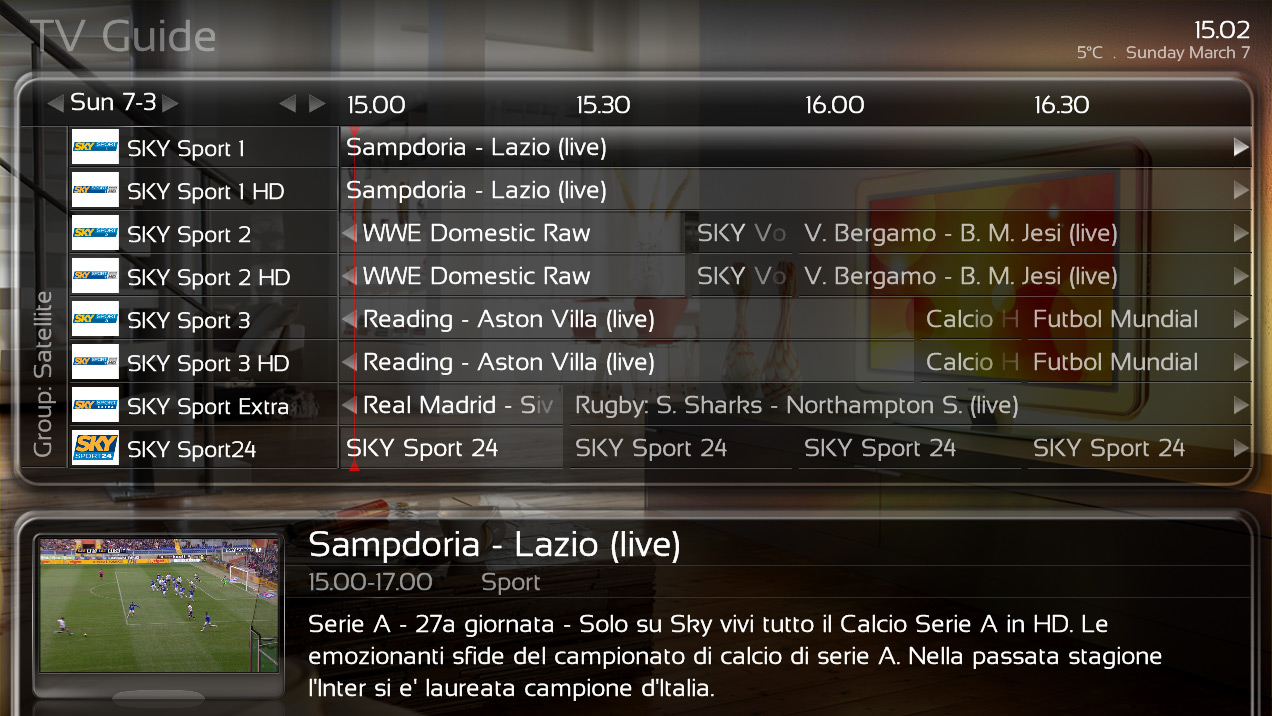 TV Guide
15.02
5°C . Sunday March 7
Sun 7-3 15.00 15.30 16.00 16.30
Group: Satellite
SKY Sport 1 Sampdoria - Lazio (live)
SKY Sport 1 HD Sampdoria - Lazio (live)
SKY Sport 2 WWE Domestic Raw SKY Vo V. Bergamo - B. M. Jesi (live)
SKY Sport 2 HD WWE Domestic Raw SKY Vo V. Bergamo - B. M. Jesi (live)
SKY Sport 3 Reading - Aston Villa (live) Calcio H Futbol Mundial
SKY Sport 3 HD Reading - Aston Villa (live) Calcio H Futbol Mundial
SKY Sport Extra Real Madrid - Siv Rugby: S. Sharks - Northampton S. (live)
SKY SPORT24 SKY Sport24 SKY Sport 24 SKY Sport 24 SKY Sport 24 SKY Sport 24
Sampdoria - Lazio (live)
15.00-17.00 Sport
Serie A - 27a giornata - Solo su Sky vivi tutto il Calcio Serie A in HD. Le
emozionanti sfide del campionato di calcio di serie A. Nella passata stagione
l'Inter si e' laureata campione d'Italia.